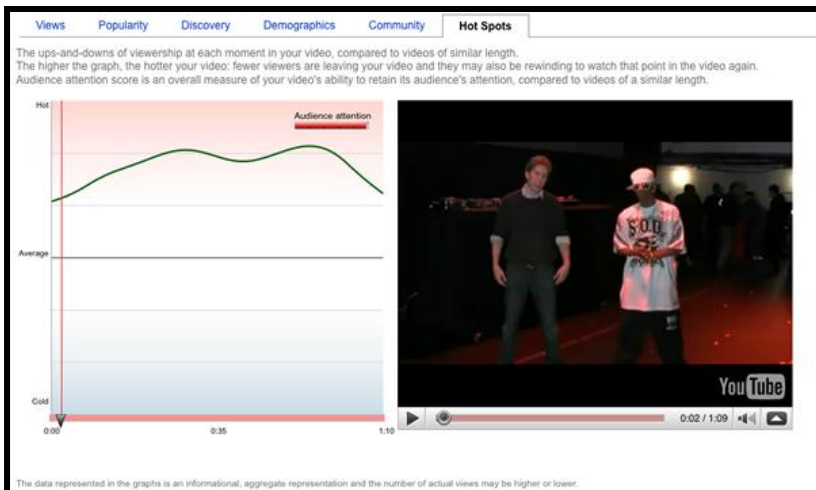 Views Popularity Discovery Demographics Community Hot Spots
The ups-and-downs of viewership at each moment in your video, compared to videos of similar length.
The higher the graph, the hotter your video: fewer viewers are leaving your video and they may also be rewinding to watch that point in the video again.
Audience attention score is an overall measure of your video's ability to retain its audience's attention, compared to videos of a similar length.
Hot
Audience attention
Average
Cold
0:00 0:35 1:10
S.O.D.
YouTube
0:02 / 1:09
The data represented in the graphs is an informational, aggregate representation and the number of actual views may be higher or lower.